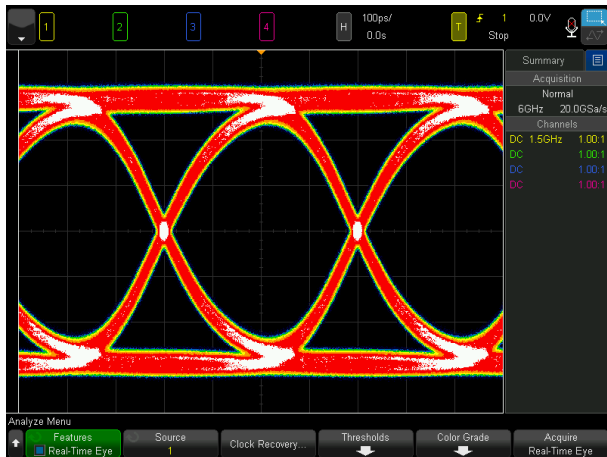 1 2 3 4 H 100ps/ 0.0s T 1 0.0V Stop
Summary
Acquisition
Normal
6GHz 20.0GSa/s
Channels
DC 1.5GHz 1.00:1
DC 1.00:1
DC 1.00:1
DC 1.00:1
Analyze Menu
Features
Real-Time Eye
Source
1
Clock Recovery...
Thresholds
Color Grade
Acquire
Real-Time Eye